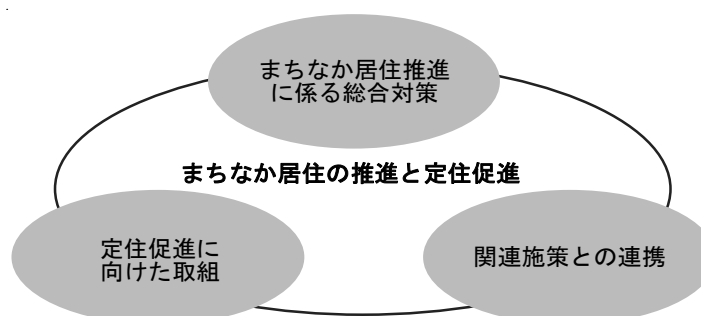 まちなか居住推進
に係る総合対策
まちなか居住の推進と定住促進
定住促進に
向けた取組
関連施策との連携